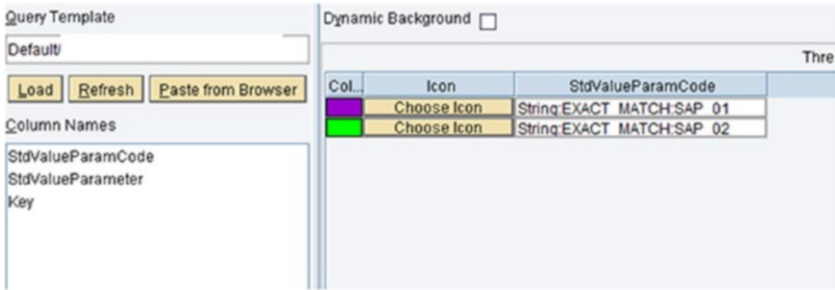 Query Template
Default/
Load Refresh Paste from Browser
Column Names
StdValueParamCode
StdValueParameter
Key
Dynamic Background
Thre
Col... Icon StdValueParamCode
Choose Icon String:EXACT_MATCH:SAP_01
Choose Icon String:EXACT_MATCH:SAP_02